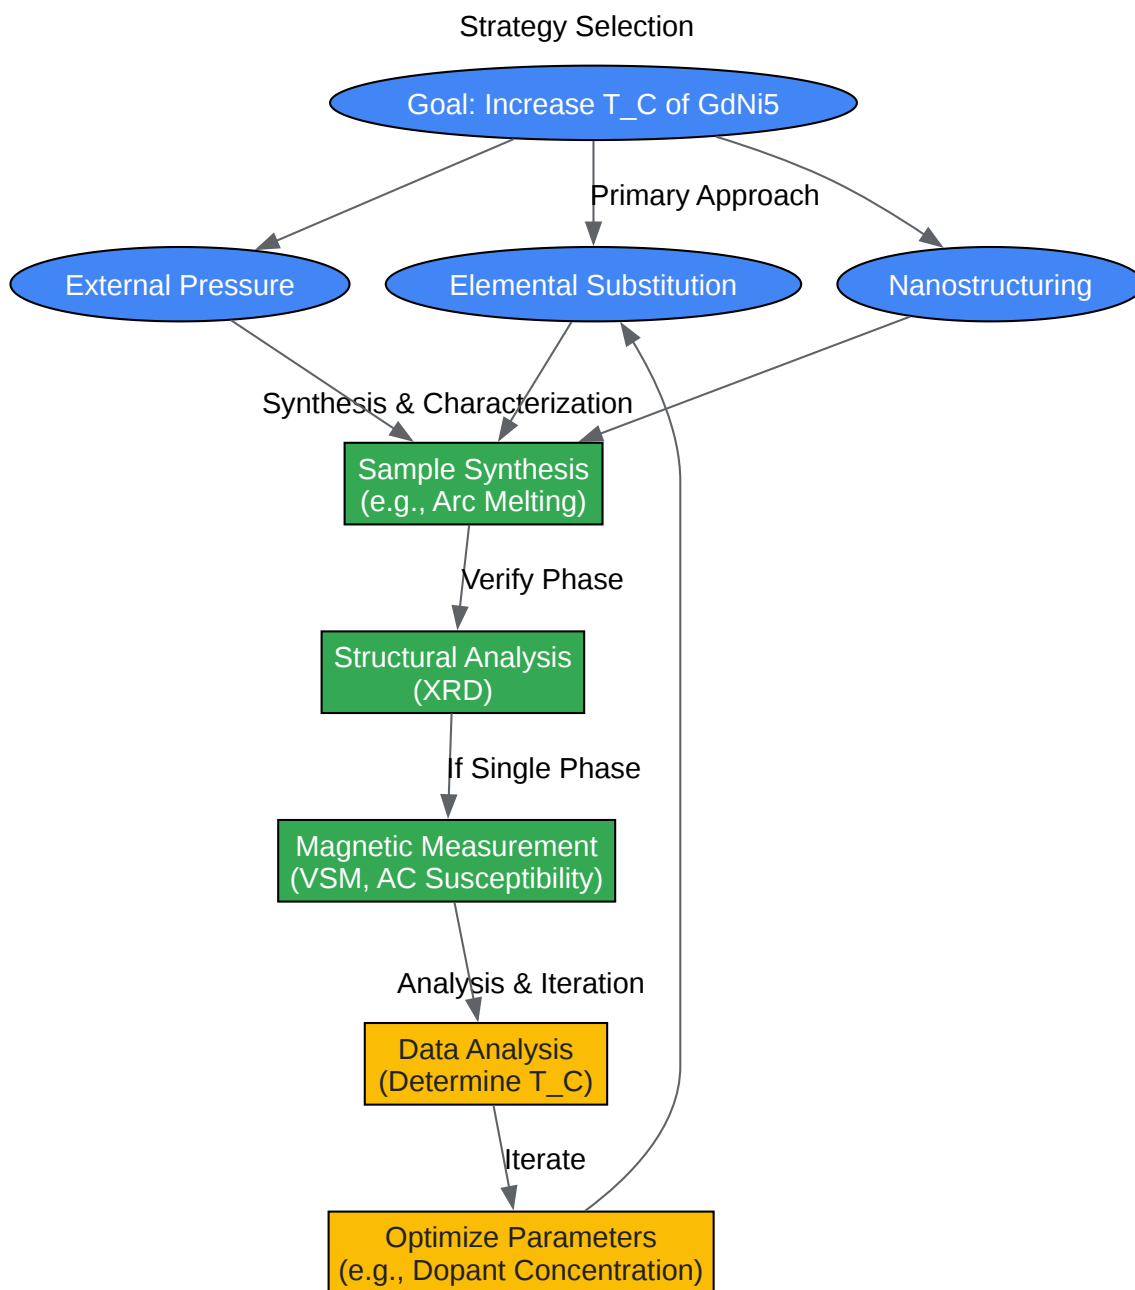 Strategy Selection
Goal: Increase T_C of GdNi5
Primary Approach
External Pressure
Elemental Substitution
Nanostructuring
Synthesis & Characterization
Sample Synthesis
(e.g., Arc Melting)
Verify Phase
Structural Analysis
(XRD)
If Single Phase
Magnetic Measurement
(VSM, AC Susceptibility)
Analysis & Iteration
Data Analysis
(Determine T_C)
Iterate
Optimize Parameters
(e.g., Dopant Concentration)